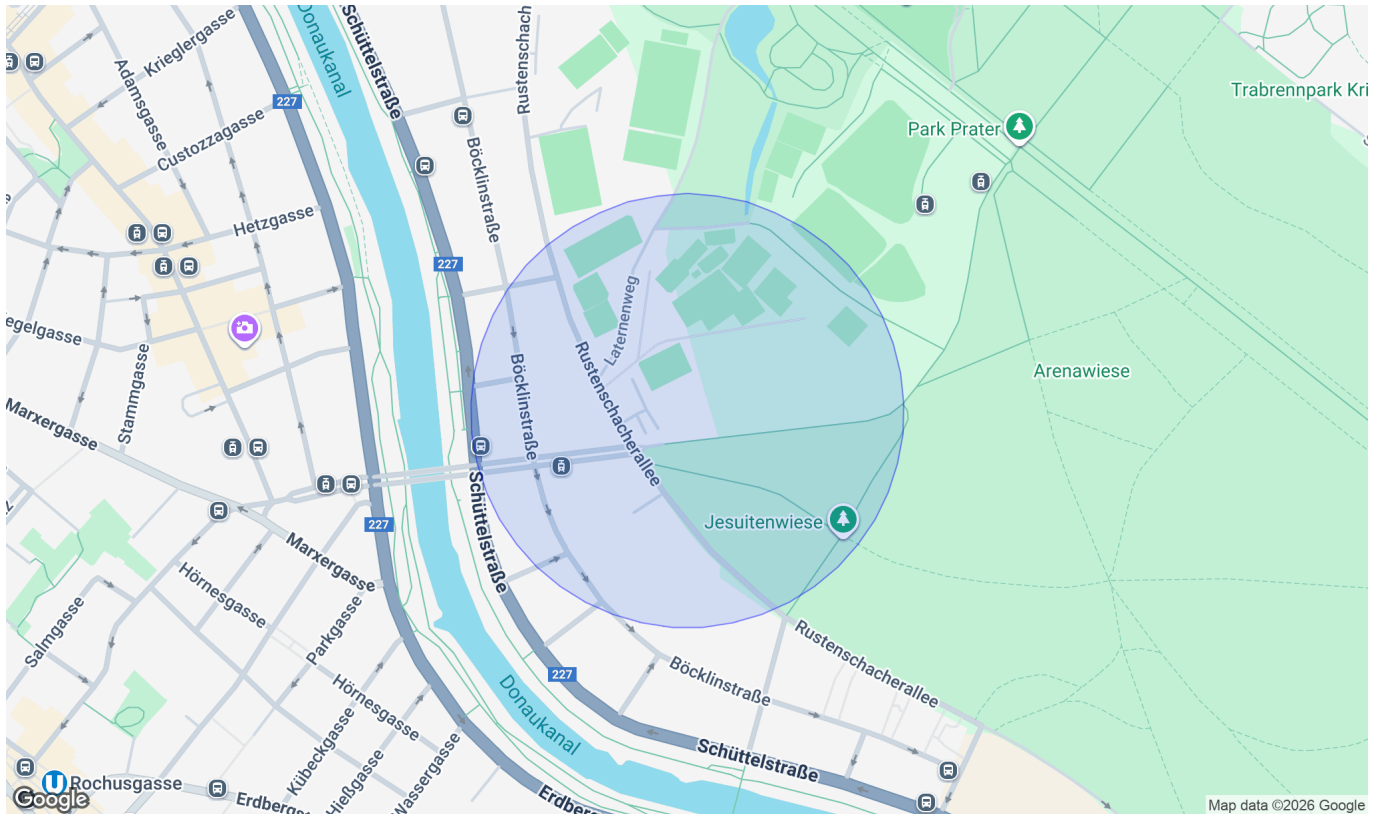 Donaukanal
Schüttelstraße
Rustenschach
Krieglergasse
Adamsgasse
Trabrennpark Kri
227
Custozzagasse
Park Prater
Böcklinstraße
Hetzgasse
227
Laternenweg
egelgasse
Stammgasse
Böcklinstraße
Rustenschacherallee
Arenawiese
Marxergasse
Schüttelstraße
Jesuitenwiese
227
Marxergasse
Hörnesgasse
Salmgasse
Parkgasse
Rustenschacherallee
227
Böcklinstraße
Hörnesgasse
Donaukanal
Kübeckgasse
Hießgasse
Wassergasse
Schüttelstraße
U
Rochusgasse
Google
Erdbergst
Erdberg
Map data ©2026 Google